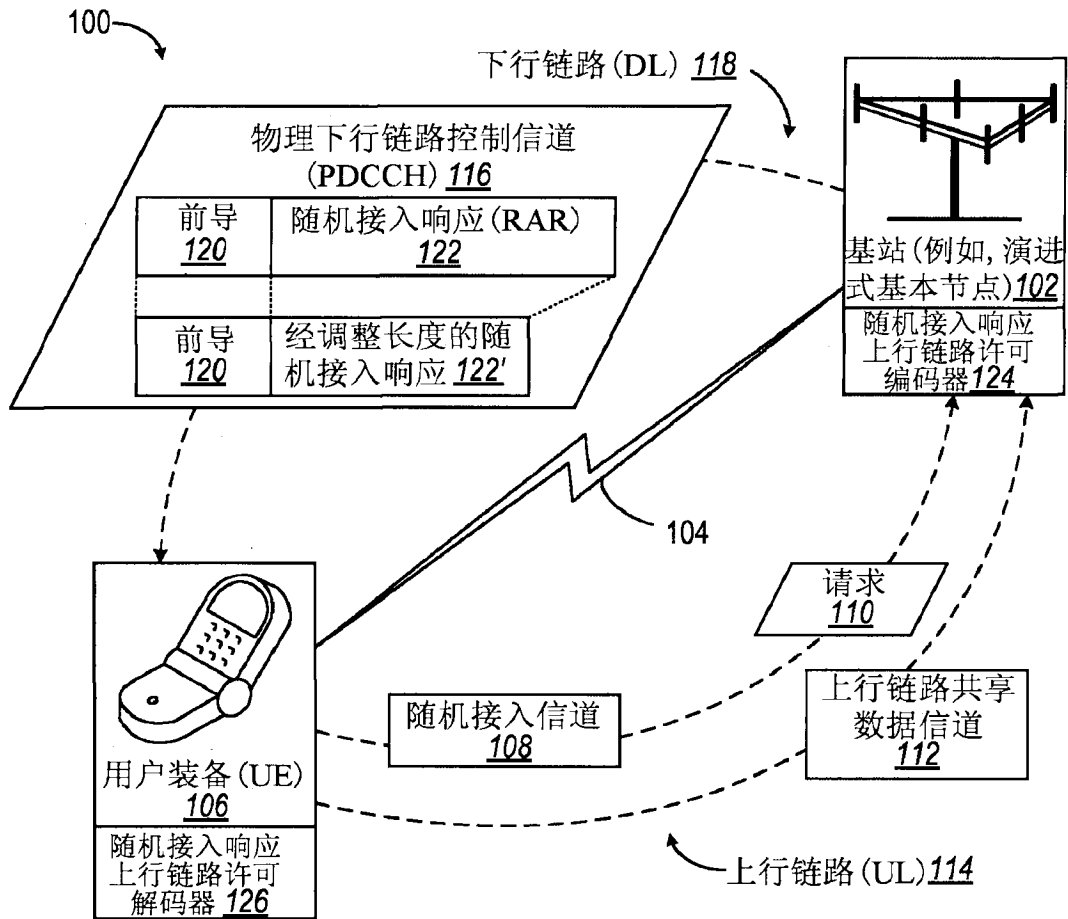 100
下行链路(DL) 118
物理下行链路控制信道
(PDCCH) 116
前导
120
随机接入响应(RAR)
122
前导
120
经调整长度的随
机接入响应 122'
基站(例如,演进
式基本节点)102
随机接入响应
上行链路许可
编码器124
104
请求
110
随机接入信道
108
上行链路共享
数据信道
112
用户装备(UE)
106
随机接入响应
上行链路许可
解码器126
上行链路(UL)114